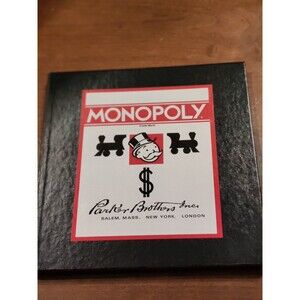 MONOPOLY
$
Parker Brothers Inc.
SALEM, MASS. NEW YORK, LONDON